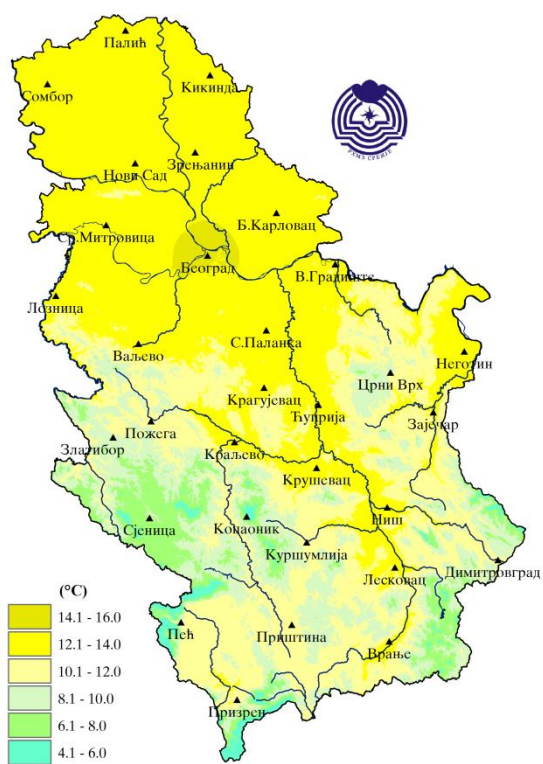 Палић
Кикинда
Сомбор
Зрењанин
Нови Сад
Б.Карловац
Ср.Митровица
Београд
В.Градиште
Лозница
С.Паланка
Ваљево
Неготин
Црни Врх
Крагујевац
Ћуприја
Зајечар
Пожега
Златибор
Краљево
Крушевац
Ниш
Копаоник
Сјеница
Куршумлија
Димитровград
Лесковац
Пећ
Приштина
Врање
Призрен
(°C)
14.1 - 16.0
12.1 - 14.0
10.1 - 12.0
8.1 - 10.0
6.1 - 8.0
4.1 - 6.0